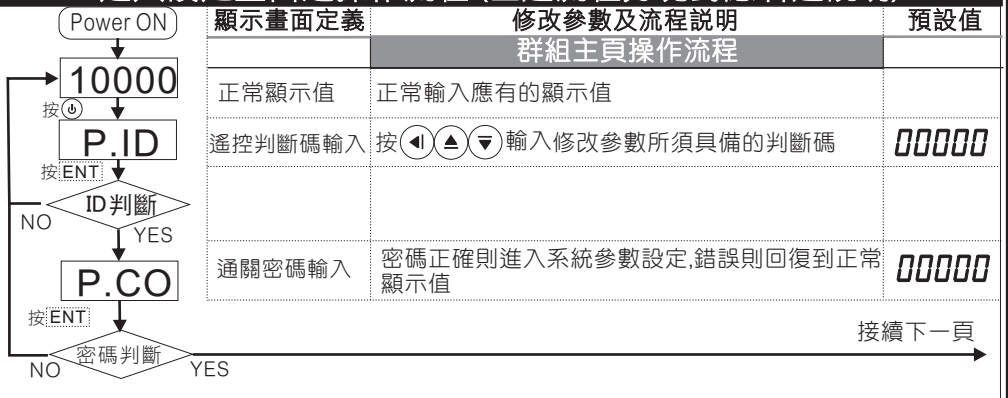 Power ON 顯示畫面定義 修改參數及流程説明 預設值
群組主頁操作流程
10000 正常顯示值 正常輸入應有的顯示值
按
P.ID 遙控判斷碼輸入 按 輸入修改參數所須具備的判斷碼 00000
按ENT
ID判斷
NO
YES
P.CO 通關密碼輸入 密碼正確則進入系統參數設定,錯誤則回復到正常
顯示值 00000
按ENT
接續下一頁
密碼判斷
NO YES